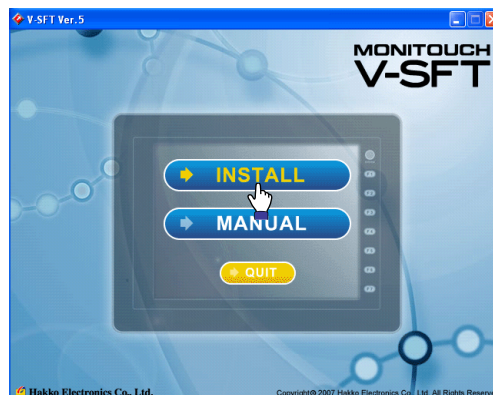 V-SFT Ver.5
MONITOUCH
V-SFT
INSTALL
MANUAL
QUIT
Hakko Electronics Co., Ltd.
Copyright© 2007 Hakko Electronics Co., Ltd. All Rights